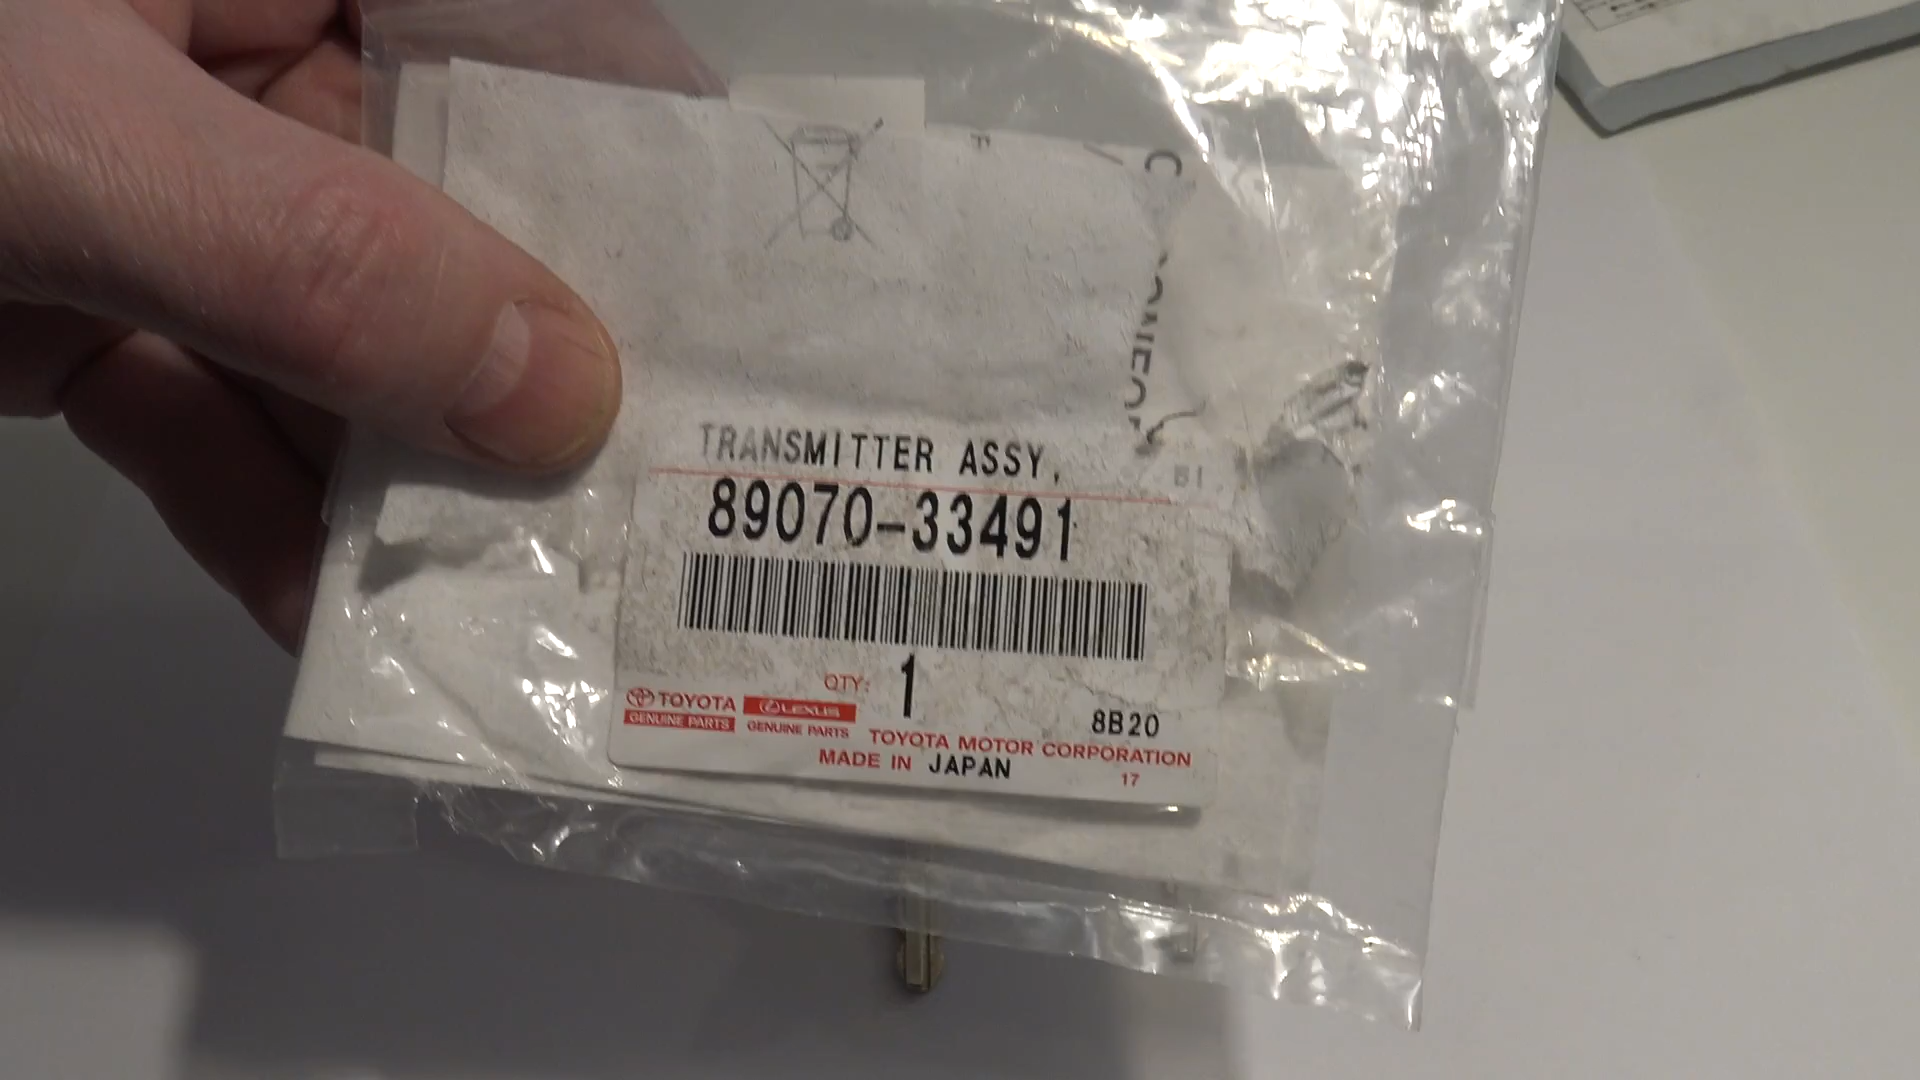 TRANSMITTER ASSY,
89070-33491
QTY: 1
TOYOTA
GENUINE PARTS
LEXUS
GENUINE PARTS
8B20
TOYOTA MOTOR CORPORATION
MADE IN JAPAN
17